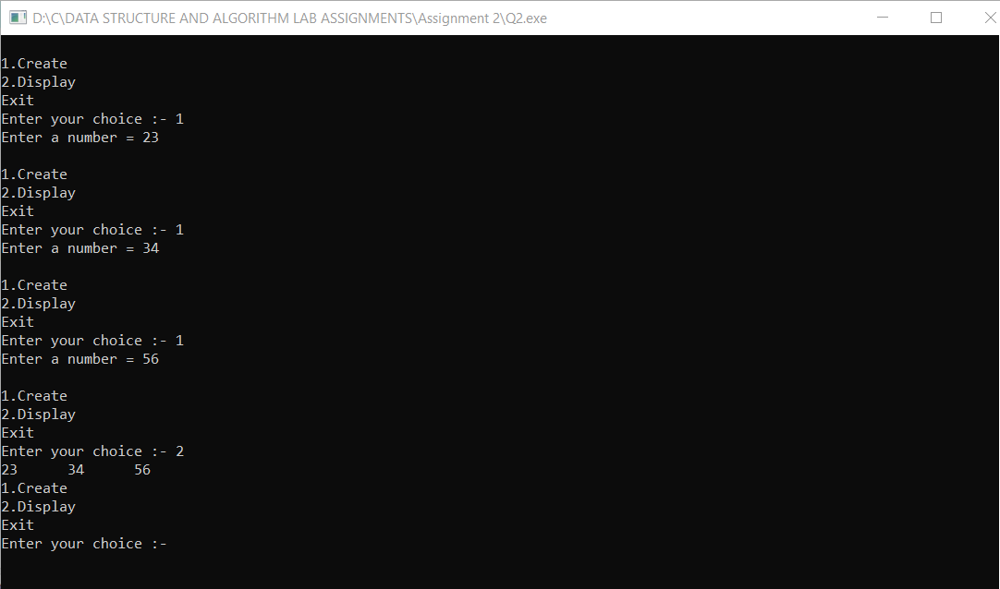 D:\C\DATA STRUCTURE AND ALGORITHM LAB ASSIGNMENTS\Assignment 2\Q2.exe
1.Create
2.Display
Exit
Enter your choice :- 1
Enter a number = 23
1.Create
2.Display
Exit
Enter your choice :- 1
Enter a number = 34
1.Create
2.Display
Exit
Enter your choice :- 1
Enter a number = 56
1.Create
2.Display
Exit
Enter your choice :- 2
23      34      56
1.Create
2.Display
Exit
Enter your choice :-